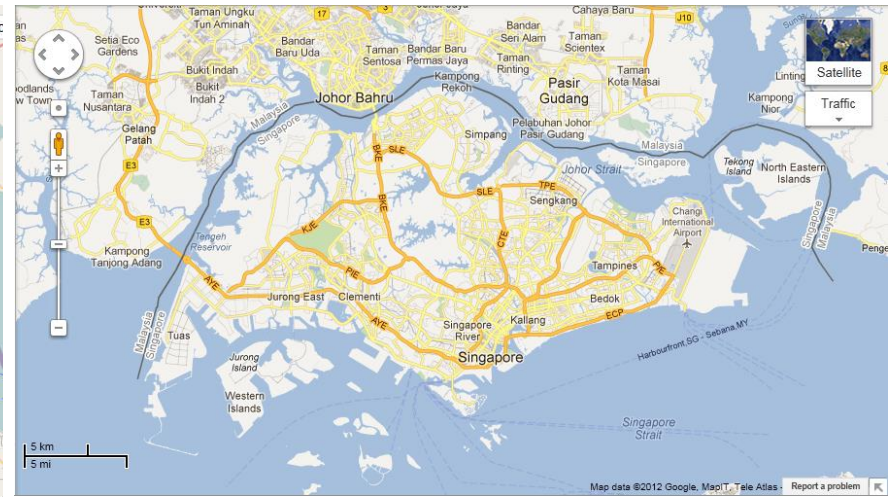 Taman Ungku
Tun Aminah
17
3
Cahaya Baru
J10
Setia Eco
Gardens
Bandar
Baru Uda
Taman
Sentosa
Bandar Baru
Permas Jaya
Bandar
Seri Alam
Taman
Scientex
Satellite
Traffic
Bukit Indah
Bukit
Indah 2
Kampong
Rekoh
Taman
Rinting
Taman
Kota Masai
Pasir
Gudang
Linting
Kampong
Nior
Taman
Nusantara
Johor Bahru
Malaysia
Singapore
Gelang
Patah
Simpang
Pelabuhan Johor
Pasir Gudang
Malaysia
Singapore
E3
BKE
SLE
Johor Strait
Tekong
Island
North Eastern
Islands
SLE
TPE
Sengkang
BKE
Changi
International
Airport
E3
KJE
Tengeh
Reservoir
CTE
Singapore
Malaysia
Kampong
Tanjong Adang
PIE
Tampines
PIE
AYE
Jurong East
Clementi
Bedok
AYE
Singapore
River
Kallang
ECP
Malaysia
Singapore
Tuas
Singapore
Harbourfront,SG - Sebana,MY
Jurong
Island
Western
Islands
Singapore
Strait
5 km
5 mi
Map data ©2012 Google, MapIT, Tele Atlas -
Report a problem